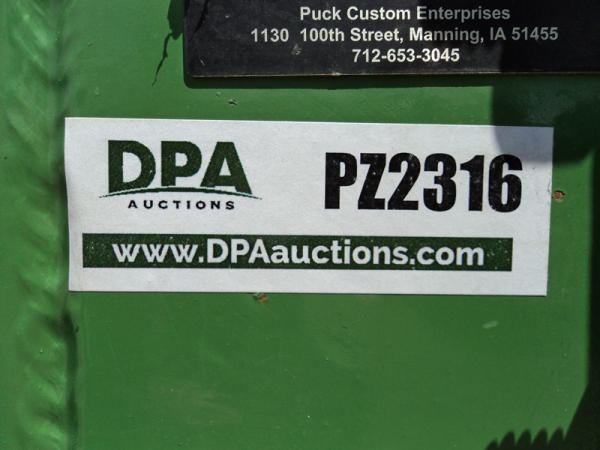 Puck Custom Enterprises
1130 100th Street, Manning, IA 51455
712-653-3045
DPA
AUCTIONS
PZ2316
www.DPAauctions.com